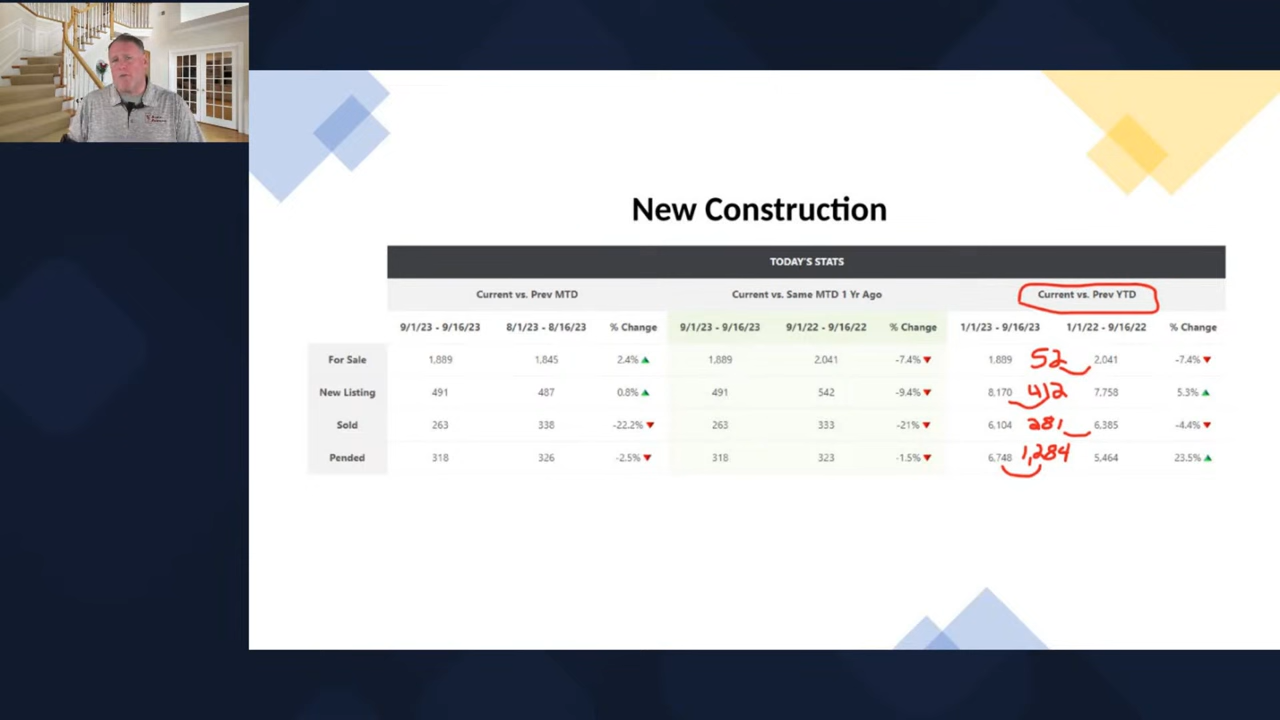 New Construction
TODAY'S STATS
Current vs. Prev MTD Current vs. Same MTD 1 Yr Ago Current vs. Prev YTD
9/1/23 - 9/16/23 8/1/23 - 8/16/23 % Change 9/1/23 - 9/16/23 9/1/22 - 9/16/22 % Change 1/1/23 - 9/16/23 1/1/22 - 9/16/22 % Change
For Sale 1,889 1,845 2.4% 1,889 2,041 -7.4% 1,889 52 2,041 -7.4%
New Listing 491 487 0.8% 491 542 -9.4% 8,170 412 7,758 5.3%
Sold 263 338 -22.2% 263 333 -21% 6,104 281 6,385 -4.4%
Pended 318 326 -2.5% 318 323 -1.5% 6,748 1,284 5,464 23.5%